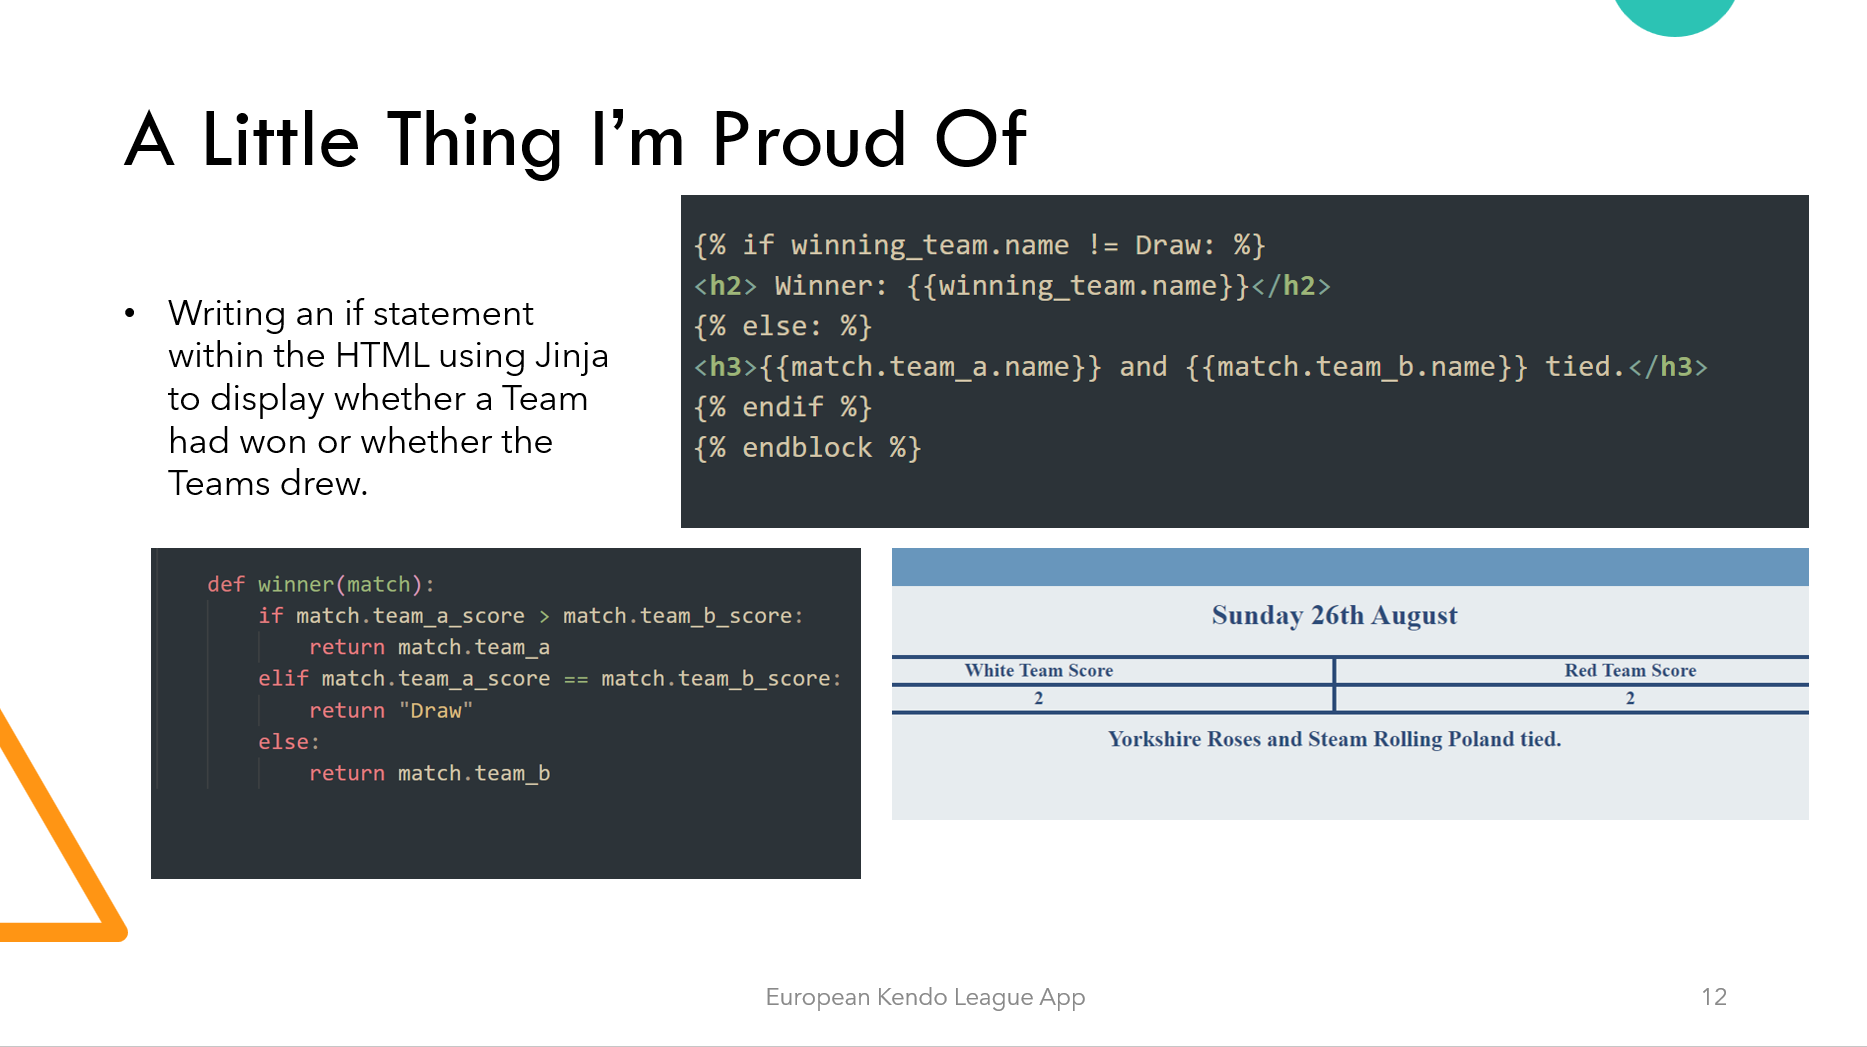 A Little Thing I’m Proud Of
• Writing an if statement
within the HTML using Jinja
to display whether a Team
had won or whether the
Teams drew.
{% if winning_team.name != Draw: %}
<h2> Winner: {{winning_team.name}}</h2>
{% else: %}
<h3>{{match.team_a.name}} and {{match.team_b.name}} tied.</h3>
{% endif %}
{% endblock %}
def winner(match):
if match.team_a_score > match.team_b_score:
return match.team_a
elif match.team_a_score == match.team_b_score:
return "Draw"
else:
return match.team_b
Sunday 26th August
White Team Score Red Team Score
2 2
Yorkshire Roses and Steam Rolling Poland tied.
European Kendo League App 12